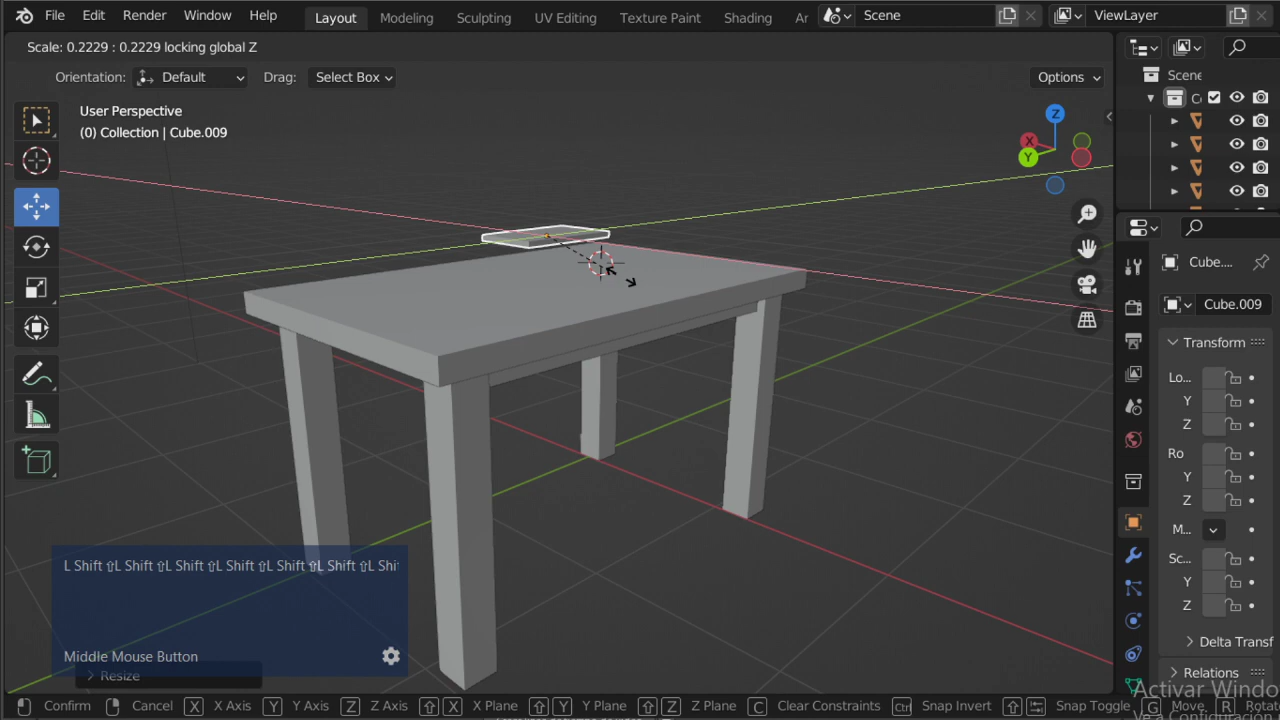 File Edit Render Window Help Layout Modeling Sculpting UV Editing Texture Paint Shading Ar Scene ViewLayer
Scale: 0.2229 : 0.2229 locking global Z
Orientation: Default Drag: Select Box Options
Scene
User Perspective
(0) Collection | Cube.009
C
Z
X
Y
Cube....
Cube.009
Transform
Lo...
Y
Z
Ro
Y
Z
M...
Sc...
Y
Z
L Shift ⇧L Shift ⇧L Shift ⇧L Shift ⇧L Shift ⇧L Shift ⇧L Shi
Delta Transf
Middle Mouse Button
Resize
Relations
Activar Windo
Confirm Cancel X X Axis Y Y Axis Z Z Axis X X Plane Y Y Plane Z Z Plane C Clear Constraints Ctrl Snap Invert Snap Toggle G Move R Rotat